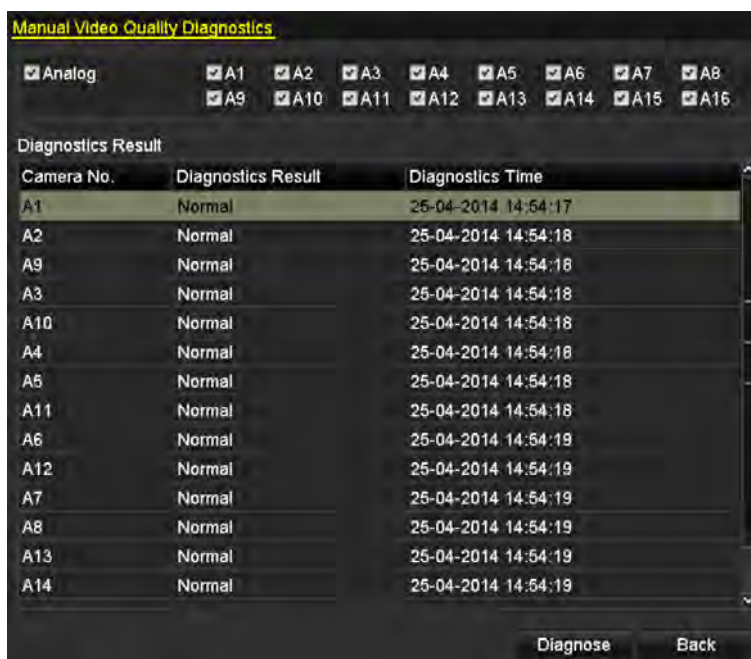 Manual Video Quality Diagnostics
Analog A1 A2 A3 A4 A5 A6 A7 A8
A9 A10 A11 A12 A13 A14 A15 A16
Diagnostics Result
Camera No. Diagnostics Result Diagnostics Time
A1 Normal 25-04-2014 14:54:17
A2 Normal 25-04-2014 14:54:18
A9 Normal 25-04-2014 14:54:18
A3 Normal 25-04-2014 14:54:18
A10 Normal 25-04-2014 14:54:18
A4 Normal 25-04-2014 14:54:18
A5 Normal 25-04-2014 14:54:18
A11 Normal 25-04-2014 14:54:18
A6 Normal 25-04-2014 14:54:19
A12 Normal 25-04-2014 14:54:19
A7 Normal 25-04-2014 14:54:19
A8 Normal 25-04-2014 14:54:19
A13 Normal 25-04-2014 14:54:19
A14 Normal 25-04-2014 14:54:19
Diagnose Back